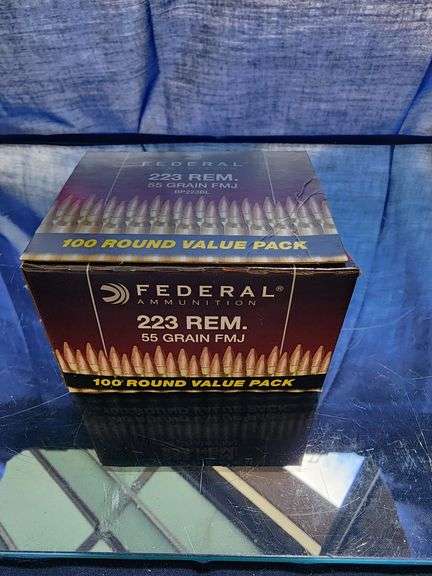 FEDERAL
223 REM.
55 GRAIN FMJ
BP223BL
100 ROUND VALUE PACK
FEDERAL®
AMMUNITION
223 REM.
55 GRAIN FMJ
100 ROUND VALUE PACK